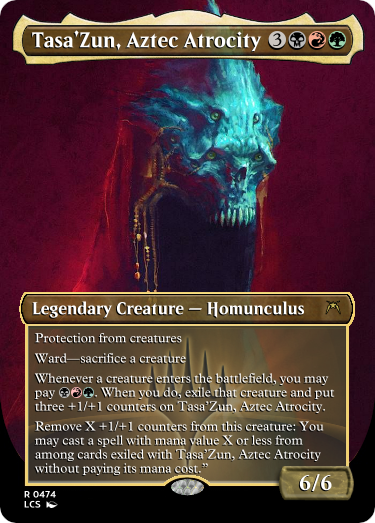 Tasa'Zun, Aztec Atrocity 3
Legendary Creature — Homunculus
Protection from creatures
Ward—sacrifice a creature
Whenever a creature enters the battlefield, you may
pay . When you do, exile that creature and put
three +1/+1 counters on Tasa'Zun, Aztec Atrocity.
Remove X +1/+1 counters from this creature: You
may cast a spell with mana value X or less from
among cards exiled with Tasa'Zun, Aztec Atrocity
without paying its mana cost."
6/6
R 0474
LCS